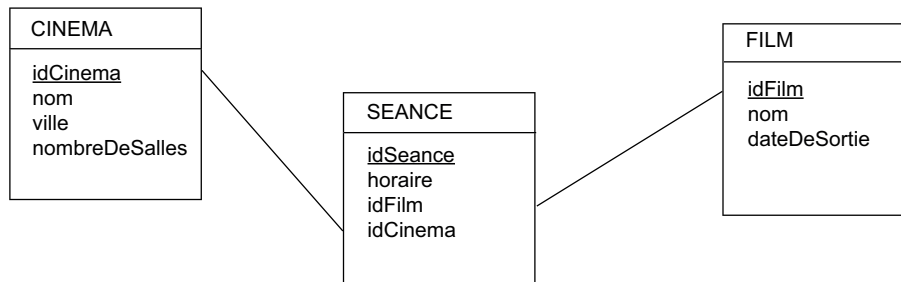 CINEMA
idCinema
nom
ville
nombreDeSalles
SEANCE
idSeance
horaire
idFilm
idCinema
FILM
idFilm
nom
dateDeSortie